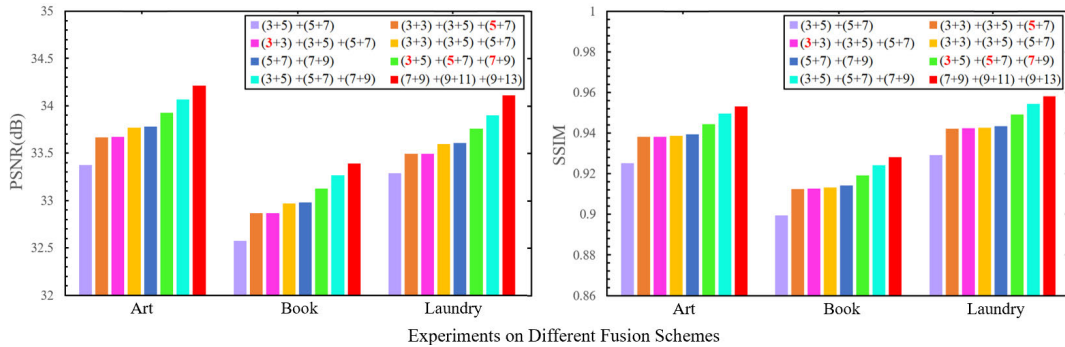 35
34.5
34
33.5
33
32.5
32
PSNR(dB)
(3+5) +(5+7)
(3+3) +(3+5) +(5+7)
(3+3) +(3+5) +(5+7)
(3+3) +(3+5) +(5+7)
(5+7) +(7+9)
(3+5) +(5+7) +(7+9)
(3+5) +(5+7) +(7+9)
(7+9) +(9+11) +(9+13)
Art
Book
Laundry
1
0.98
0.96
0.94
0.92
0.9
0.88
0.86
SSIM
(3+5) +(5+7)
(3+3) +(3+5) +(5+7)
(3+3) +(3+5) +(5+7)
(3+3) +(3+5) +(5+7)
(5+7) +(7+9)
(3+5) +(5+7) +(7+9)
(3+5) +(5+7) +(7+9)
(7+9) +(9+11) +(9+13)
Art
Book
Laundry
Experiments on Different Fusion Schemes